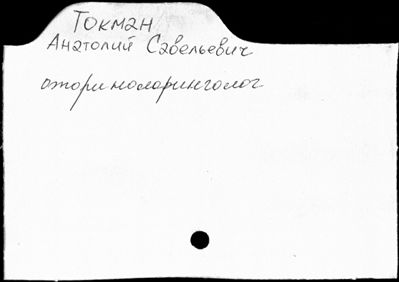 Токман
Анатолий Савельевич
оториноларинголог